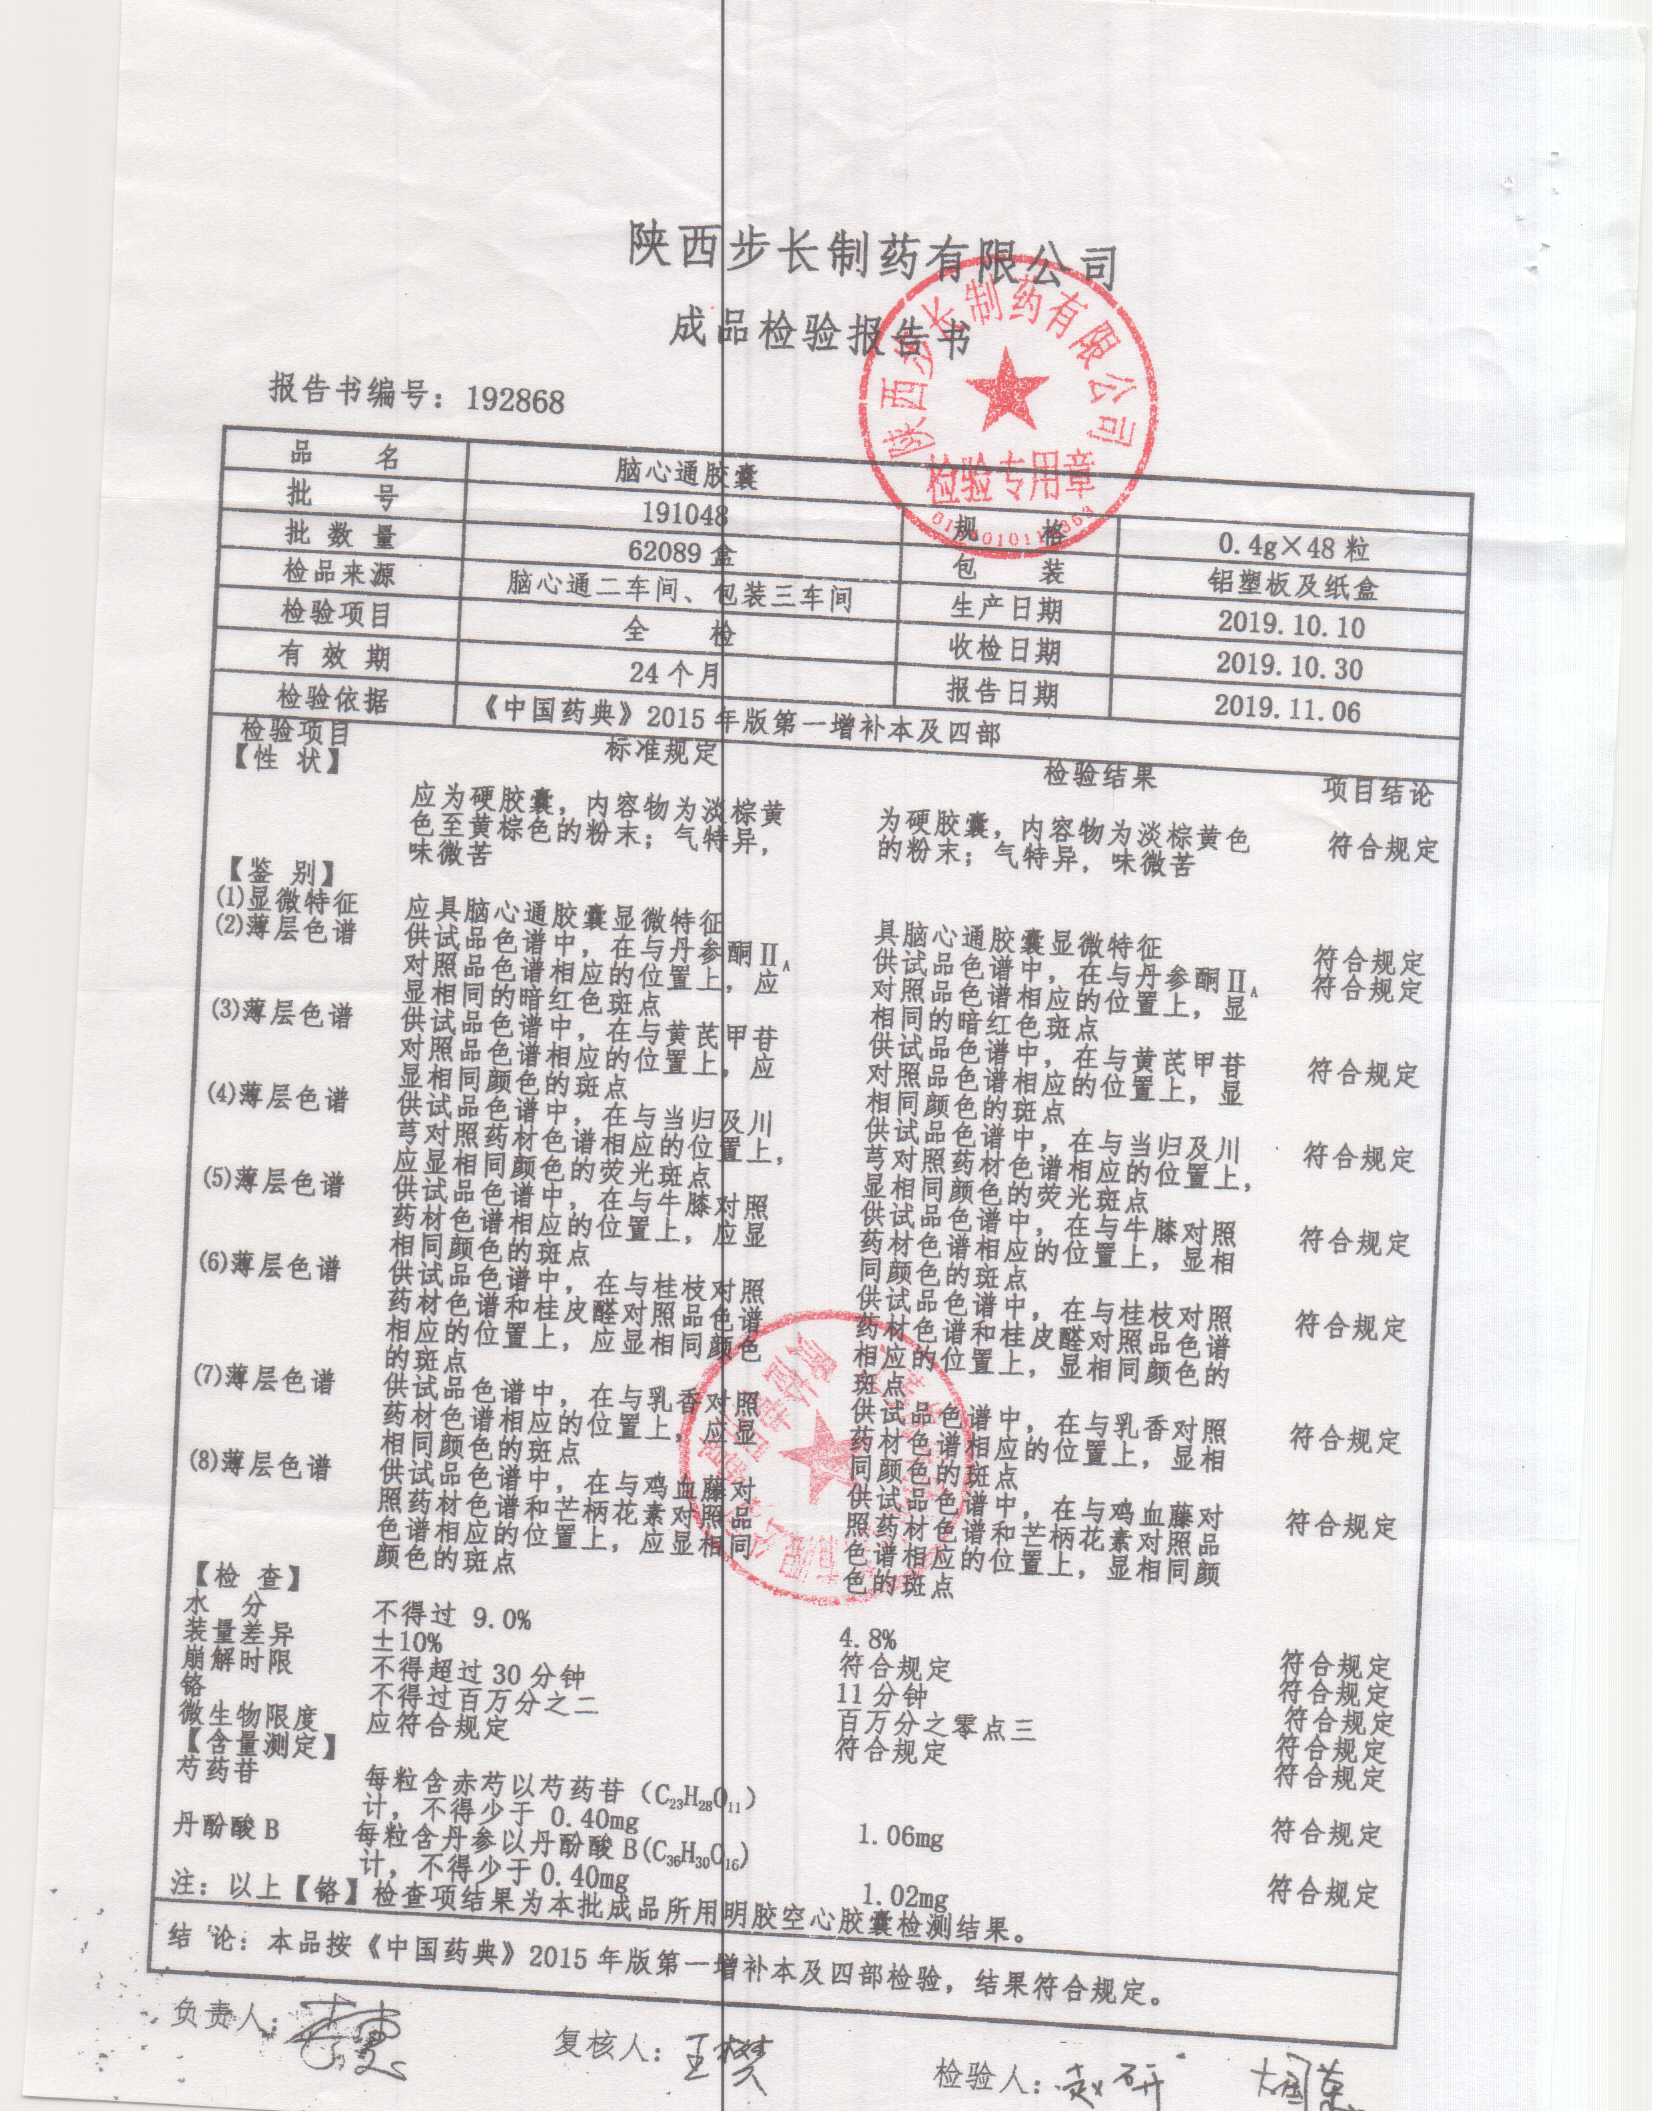 陕西步长制药有限公司
成品检验报告书
陕西步长制药有限公司
检验专用章
报告书编号：192868
品 名 脑心通胶囊
批 号 191048 规 格 0.4g×48粒
批 数 量 62089盒 包 装 铝塑板及纸盒
检品来源 脑心通二车间、包装三车间 生产日期 2019.10.10
检验项目 全 检 收检日期 2019.10.30
有 效 期 24个月 报告日期 2019.11.06
检验依据 《中国药典》2015年版第一增补本及四部
检验项目 标准规定 检验结果 项目结论
【性 状】
应为硬胶囊，内容物为淡棕黄 为硬胶囊，内容物为淡棕黄色 符合规定
色至黄棕色的粉末；气特异， 的粉末；气特异，味微苦
味微苦
【鉴 别】
⑴显微特征 应具脑心通胶囊显微特征 具脑心通胶囊显微特征 符合规定
⑵薄层色谱 供试品色谱中，在与丹参酮ⅡA 供试品色谱中，在与丹参酮ⅡA 符合规定
对照品色谱相应的位置上，应 对照品色谱相应的位置上，显
显相同的暗红色斑点 相同的暗红色斑点
⑶薄层色谱 供试品色谱中，在与黄芪甲苷 供试品色谱中，在与黄芪甲苷 符合规定
对照品色谱相应的位置上，应 对照品色谱相应的位置上，显
显相同颜色的斑点 相同颜色的斑点
⑷薄层色谱 供试品色谱中，在与当归及川 供试品色谱中，在与当归及川 符合规定
芎对照药材色谱相应的位置上， 芎对照药材色谱相应的位置上，
应显相同颜色的荧光斑点 显相同颜色的荧光斑点
⑸薄层色谱 供试品色谱中，在与牛膝对照 供试品色谱中，在与牛膝对照 符合规定
药材色谱相应的位置上，应显 药材色谱相应的位置上，显相
相同颜色的斑点 同颜色的斑点
⑹薄层色谱 供试品色谱中，在与桂枝对照 供试品色谱中，在与桂枝对照 符合规定
药材色谱和桂皮醛对照品色谱 药材色谱和桂皮醛对照品色谱
相应的位置上，应显相同颜色 相应的位置上，显相同颜色的
的斑点 斑点
⑺薄层色谱 供试品色谱中，在与乳香对照 供试品色谱中，在与乳香对照 符合规定
药材色谱相应的位置上，应显 药材色谱相应的位置上，显相
相同颜色的斑点 同颜色的斑点
⑻薄层色谱 供试品色谱中，在与鸡血藤对 供试品色谱中，在与鸡血藤对 符合规定
照药材色谱和芒柄花素对照品 照药材色谱和芒柄花素对照品
色谱相应的位置上，应显相同 色谱相应的位置上，显相同颜
颜色的斑点 色的斑点
【检 查】
水 分 不得过 9.0% 4.8% 符合规定
装量差异 ±10% 符合规定 符合规定
崩解时限 不得超过30分钟 11分钟 符合规定
铬 不得过百万分之二 百万分之零点三 符合规定
微生物限度 应符合规定 符合规定 符合规定
【含量测定】
芍药苷 每粒含赤芍以芍药苷（C23H28O11） 1.06mg 符合规定
计，不得少于 0.40mg
丹酚酸B 每粒含丹参以丹酚酸B(C36H30O16) 1.02mg 符合规定
计，不得少于0.40mg
注：以上【铬】检查项结果为本批成品所用明胶空心胶囊检测结果。
结 论：本品按《中国药典》2015年版第一增补本及四部检验，结果符合规定。
负责人：
复核人：王樊
检验人：赵研